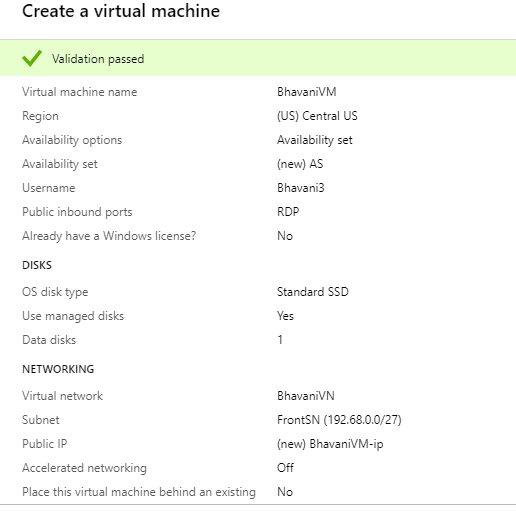 Create a virtual machine
Validation passed
Virtual machine name BhavaniVM
Region (US) Central US
Availability options Availability set
Availability set (new) AS
Username Bhavani3
Public inbound ports RDP
Already have a Windows license? No
DISKS
OS disk type Standard SSD
Use managed disks Yes
Data disks 1
NETWORKING
Virtual network BhavaniVN
Subnet FrontSN (192.68.0.0/27)
Public IP (new) BhavaniVM-ip
Accelerated networking Off
Place this virtual machine behind an existing No